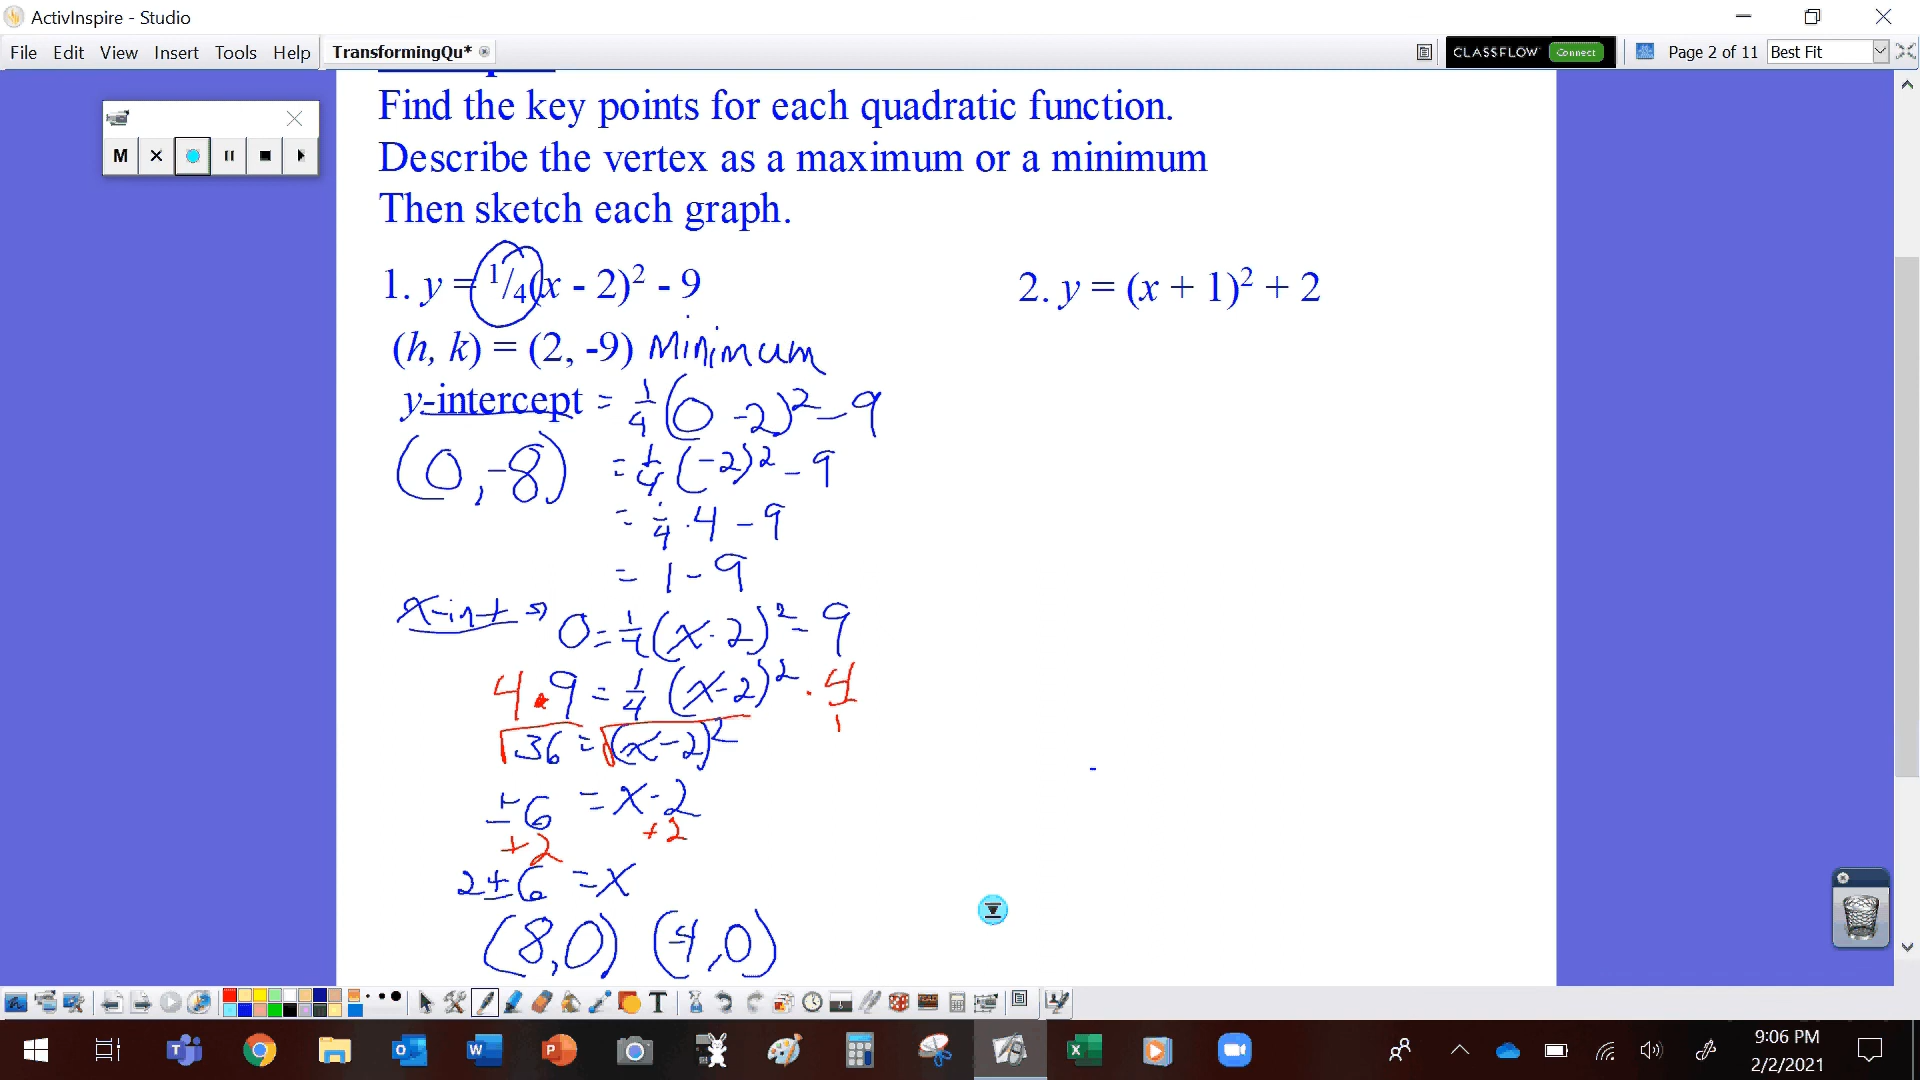 ActivInspire - Studio
File Edit View Insert Tools Help TransformingQu* CLASSFLOW Connect Page 2 of 11 Best Fit
Find the key points for each quadratic function.
Describe the vertex as a maximum or a minimum
Then sketch each graph.
M
1. y = 1/4(x - 2)² - 9
2. y = (x + 1)² + 2
(h, k) = (2, -9) Minimum
y-intercept = 1/4 (0 - 2)² - 9
(0, -8) = 1/4 (-2)² - 9
= 1/4 · 4 - 9
= 1 - 9
x-int → 0 = 1/4 (x - 2)² - 9
4 · 9 = 1/4 (x - 2)² · 4/1
√36 = √(x - 2)²
± 6 = x - 2
+2 +2
2 ± 6 = x
(8, 0) (-4, 0)
9:06 PM
2/2/2021